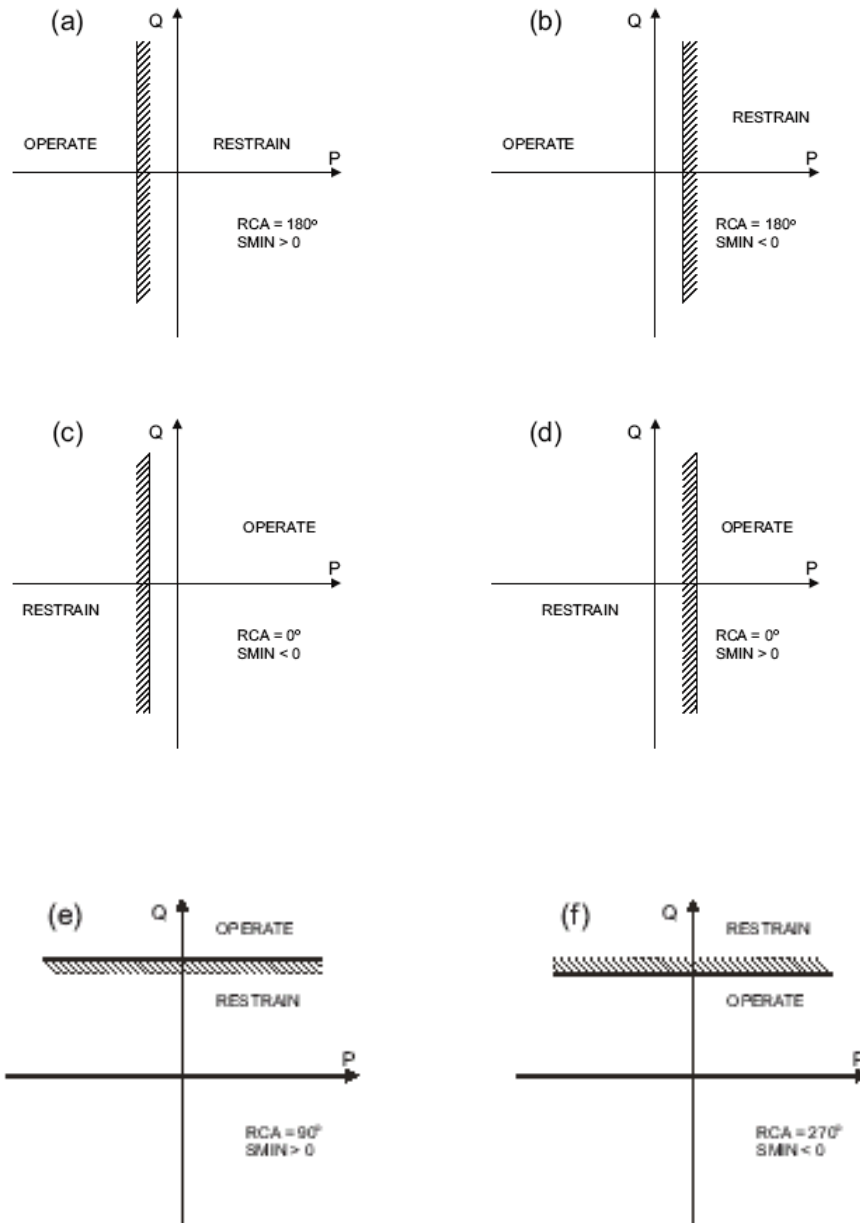 (a)
Q
OPERATE
RESTRAIN
P
RCA = 180º
SMIN > 0
(b)
Q
OPERATE
RESTRAIN
P
RCA = 180º
SMIN < 0
(c)
Q
OPERATE
P
RESTRAIN
RCA = 0º
SMIN < 0
(d)
Q
OPERATE
P
RESTRAIN
RCA = 0º
SMIN > 0
(e)
Q
OPERATE
RESTRAIN
P
RCA = 90º
SMIN > 0
(f)
Q
RESTRAIN
OPERATE
P
RCA = 270º
SMIN < 0